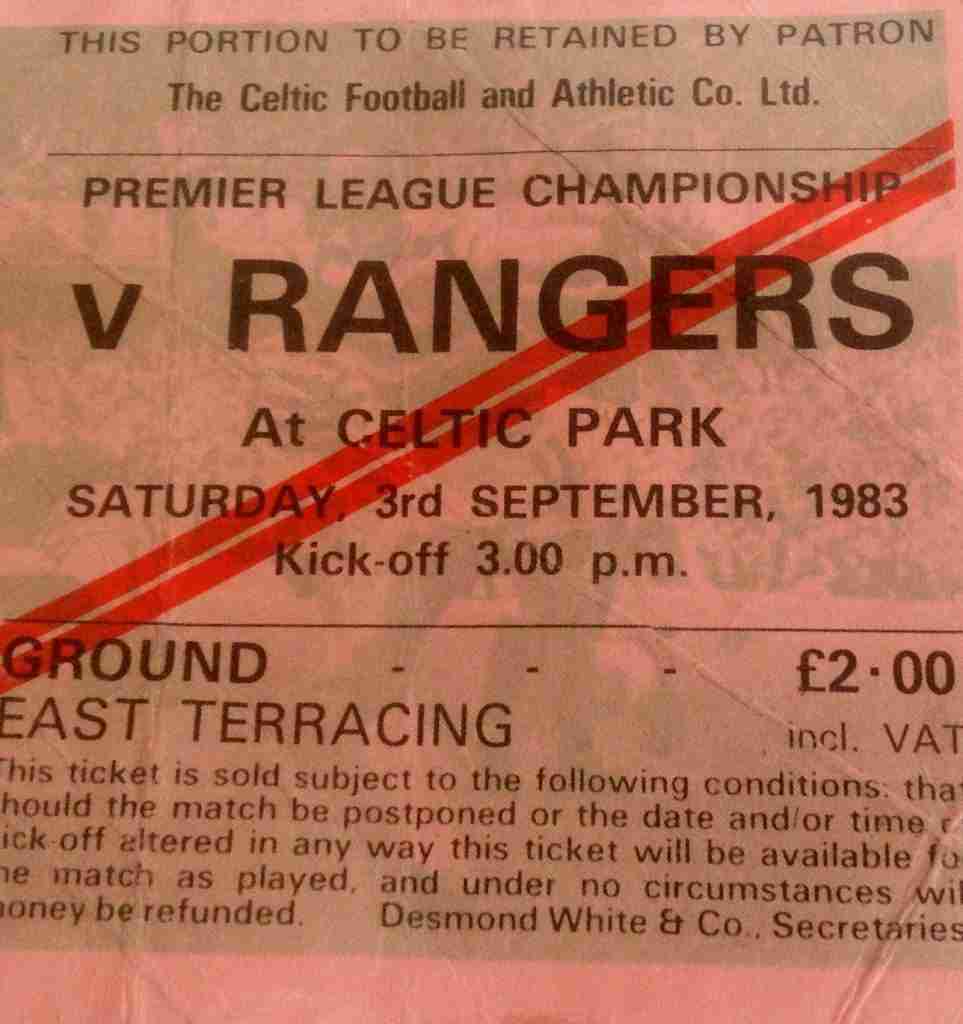 THIS PORTION TO BE RETAINED BY PATRON
The Celtic Football and Athletic Co. Ltd.
PREMIER LEAGUE CHAMPIONSHIP
v RANGERS
At CELTIC PARK
SATURDAY, 3rd SEPTEMBER, 1983
Kick-off 3.00 p.m.
GROUND - - - £2·00
EAST TERRACING incl. VAT
This ticket is sold subject to the following conditions: that
hould the match be postponed or the date and/or time
ick-off altered in any way this ticket will be available fo
he match as played, and under no circumstances wil
oney be refunded. Desmond White & Co., Secretaries